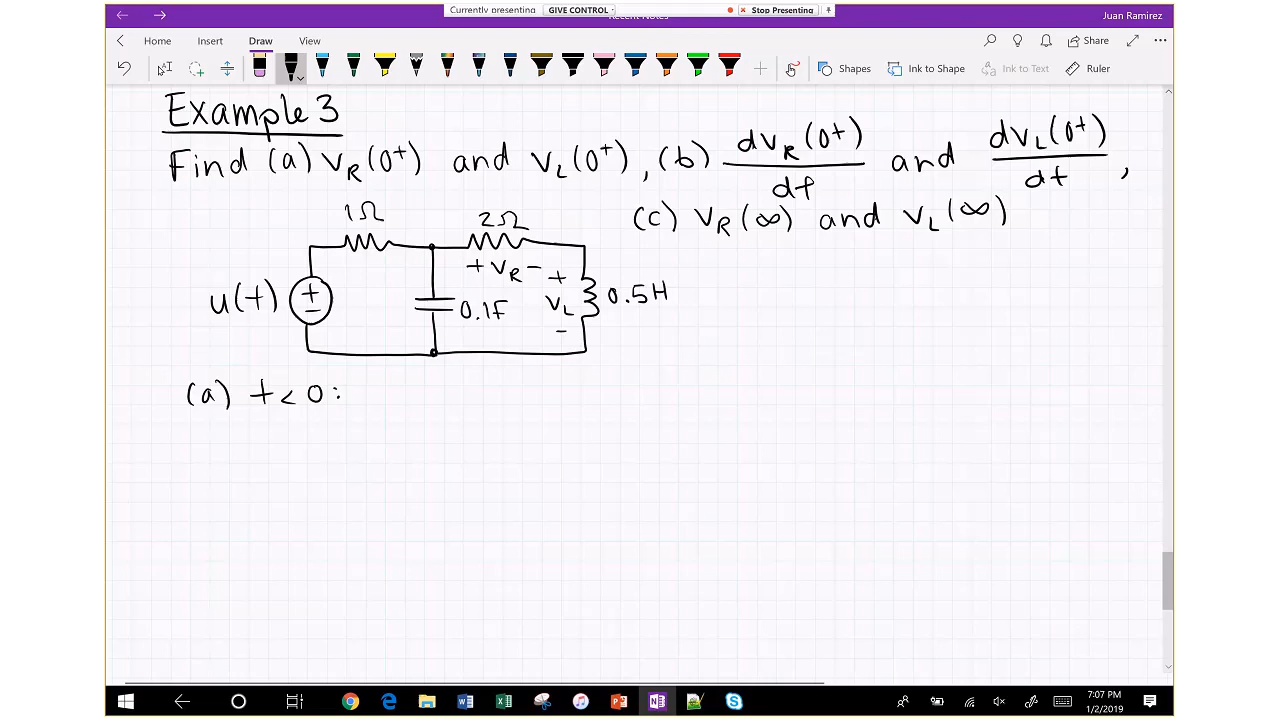 Currently presenting GIVE CONTROL Stop Presenting
Recent Notes
Juan Ramirez
Home Insert Draw View
Share
Shapes Ink to Shape Ink to Text Ruler
Example 3
Find (a) vR(0+) and vL(0+), (b) dvR(0+)/dt and dvL(0+)/dt,
(c) vR(∞) and vL(∞)
1Ω 2Ω
+ vR −
u(t) + − 0.1F + vL − 0.5H
(a) t < 0:
7:07 PM
1/2/2019